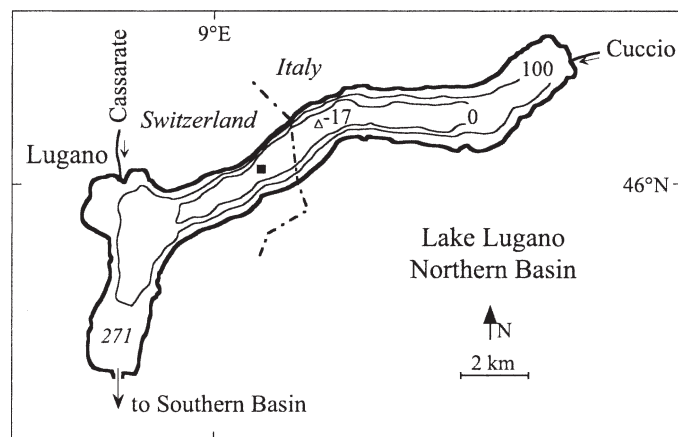 9°E
Italy
Cuccio
100
Cassarate
Switzerland
-17
0
Lugano
46°N
Lake Lugano
Northern Basin
271
N
2 km
to Southern Basin